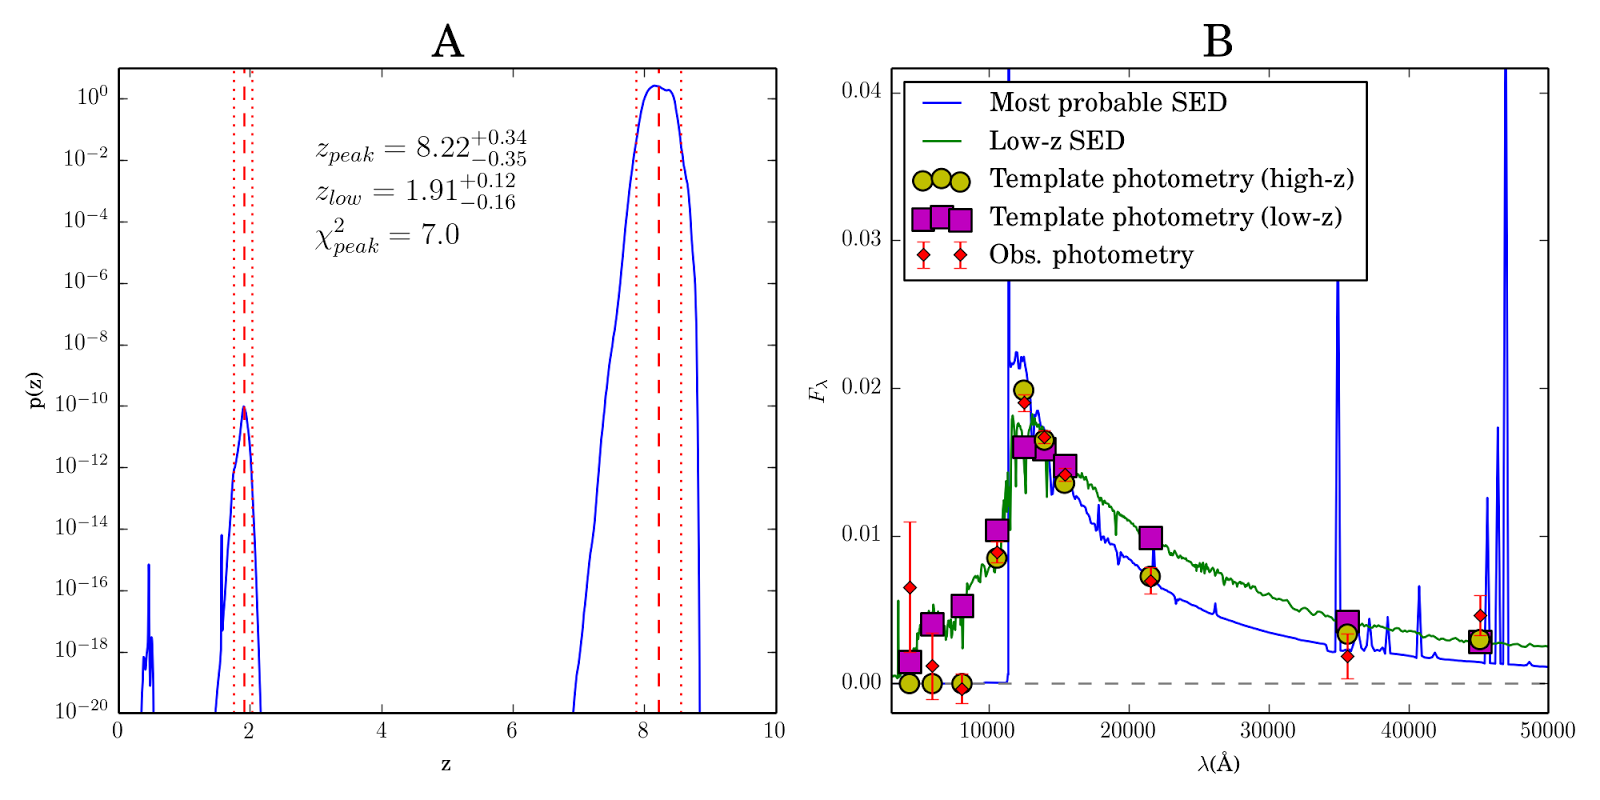 A
p(z)
10⁰
10⁻²
10⁻⁴
10⁻⁶
10⁻⁸
10⁻¹⁰
10⁻¹²
10⁻¹⁴
10⁻¹⁶
10⁻¹⁸
10⁻²⁰
z_peak = 8.22 +0.34 −0.35
z_low = 1.91 +0.12 −0.16
χ²_peak = 7.0
0 2 4 6 8 10
z
B
F_λ
0.04
0.03
0.02
0.01
0.00
Most probable SED
Low-z SED
Template photometry (high-z)
Template photometry (low-z)
Obs. photometry
10000 20000 30000 40000 50000
λ(Å)